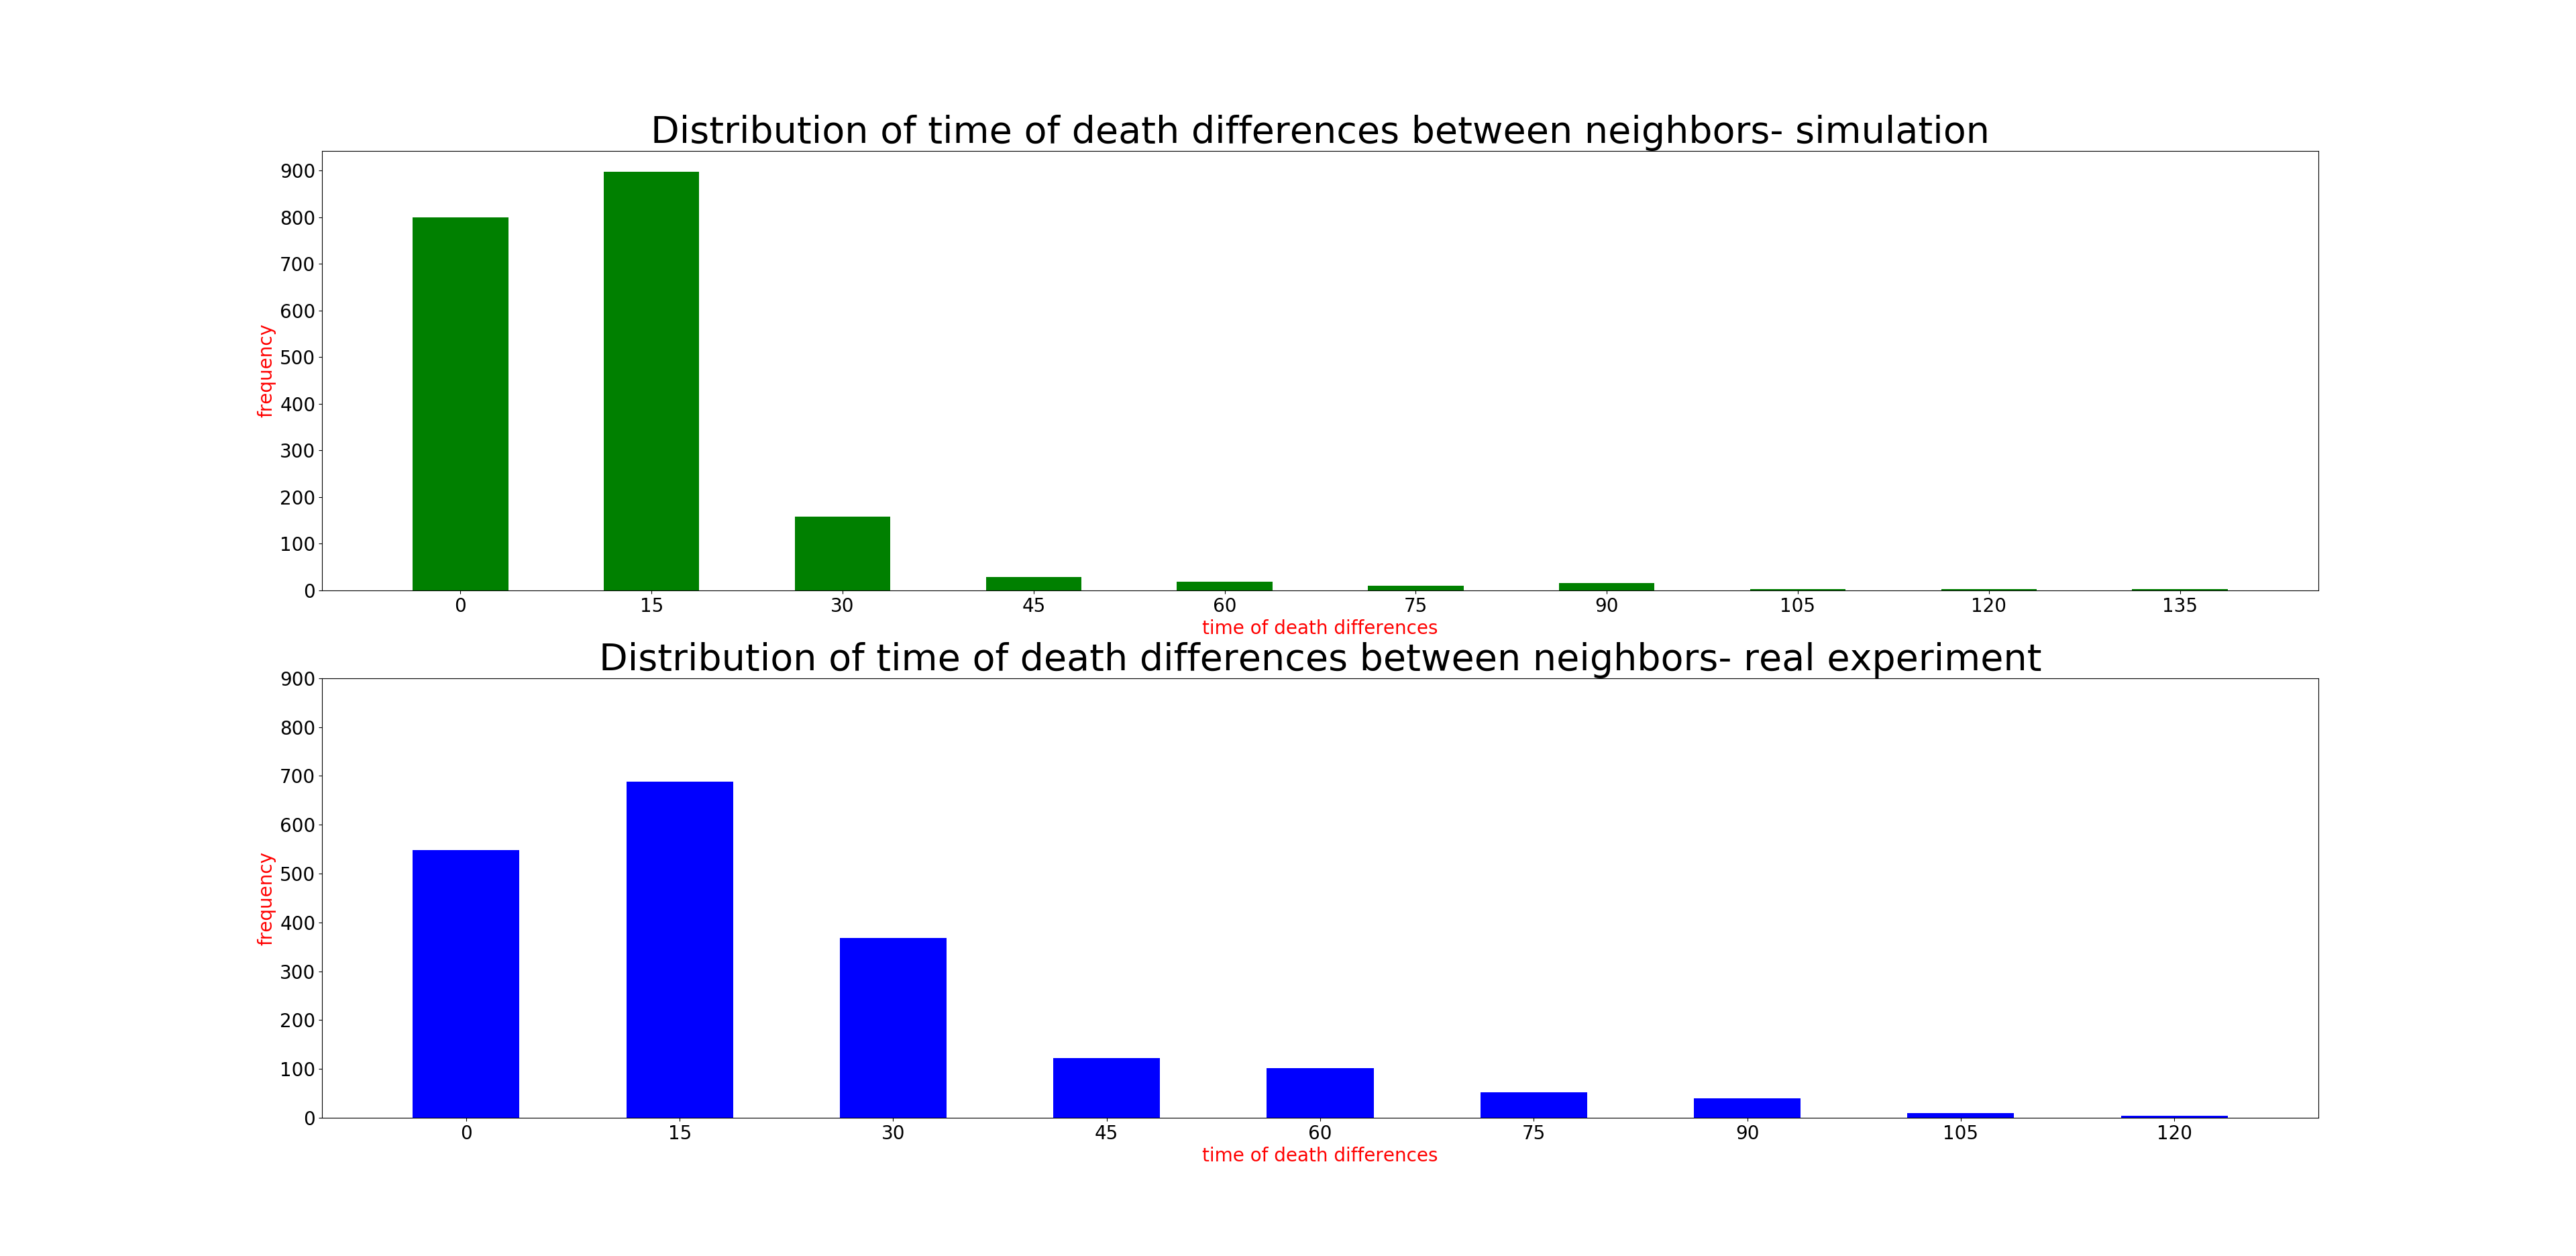 Distribution of time of death differences between neighbors- simulation
900
800
700
600
500
400
300
200
100
0
frequency
0 15 30 45 60 75 90 105 120 135
time of death differences
Distribution of time of death differences between neighbors- real experiment
900
800
700
600
500
400
300
200
100
0
frequency
0 15 30 45 60 75 90 105 120
time of death differences